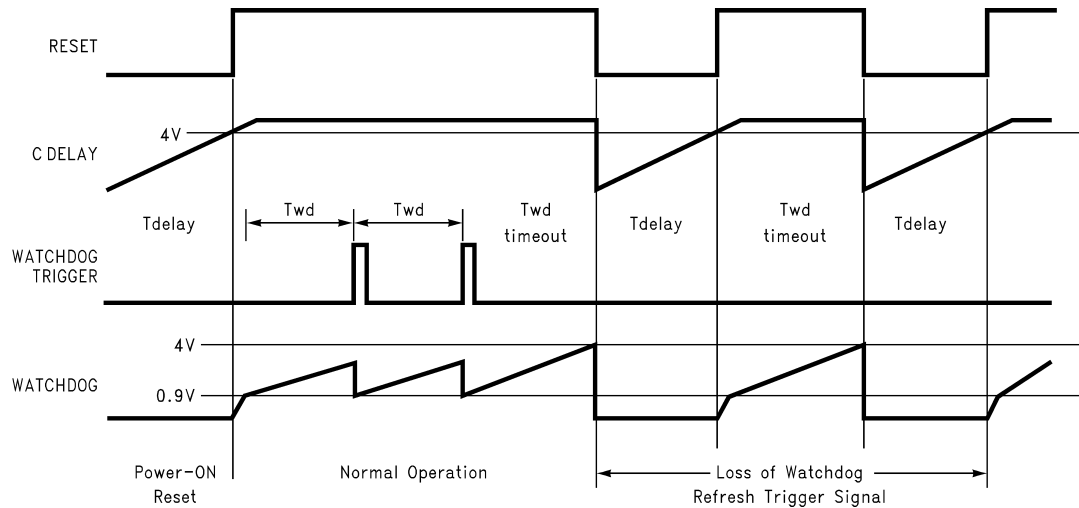 RESET
4V
C DELAY
Twd
Twd
Twd
timeout
Tdelay
Tdelay
Twd
timeout
Tdelay
WATCHDOG
TRIGGER
4V
WATCHDOG
0.9V
Power-ON
Reset
Normal Operation
Loss of Watchdog
Refresh Trigger Signal